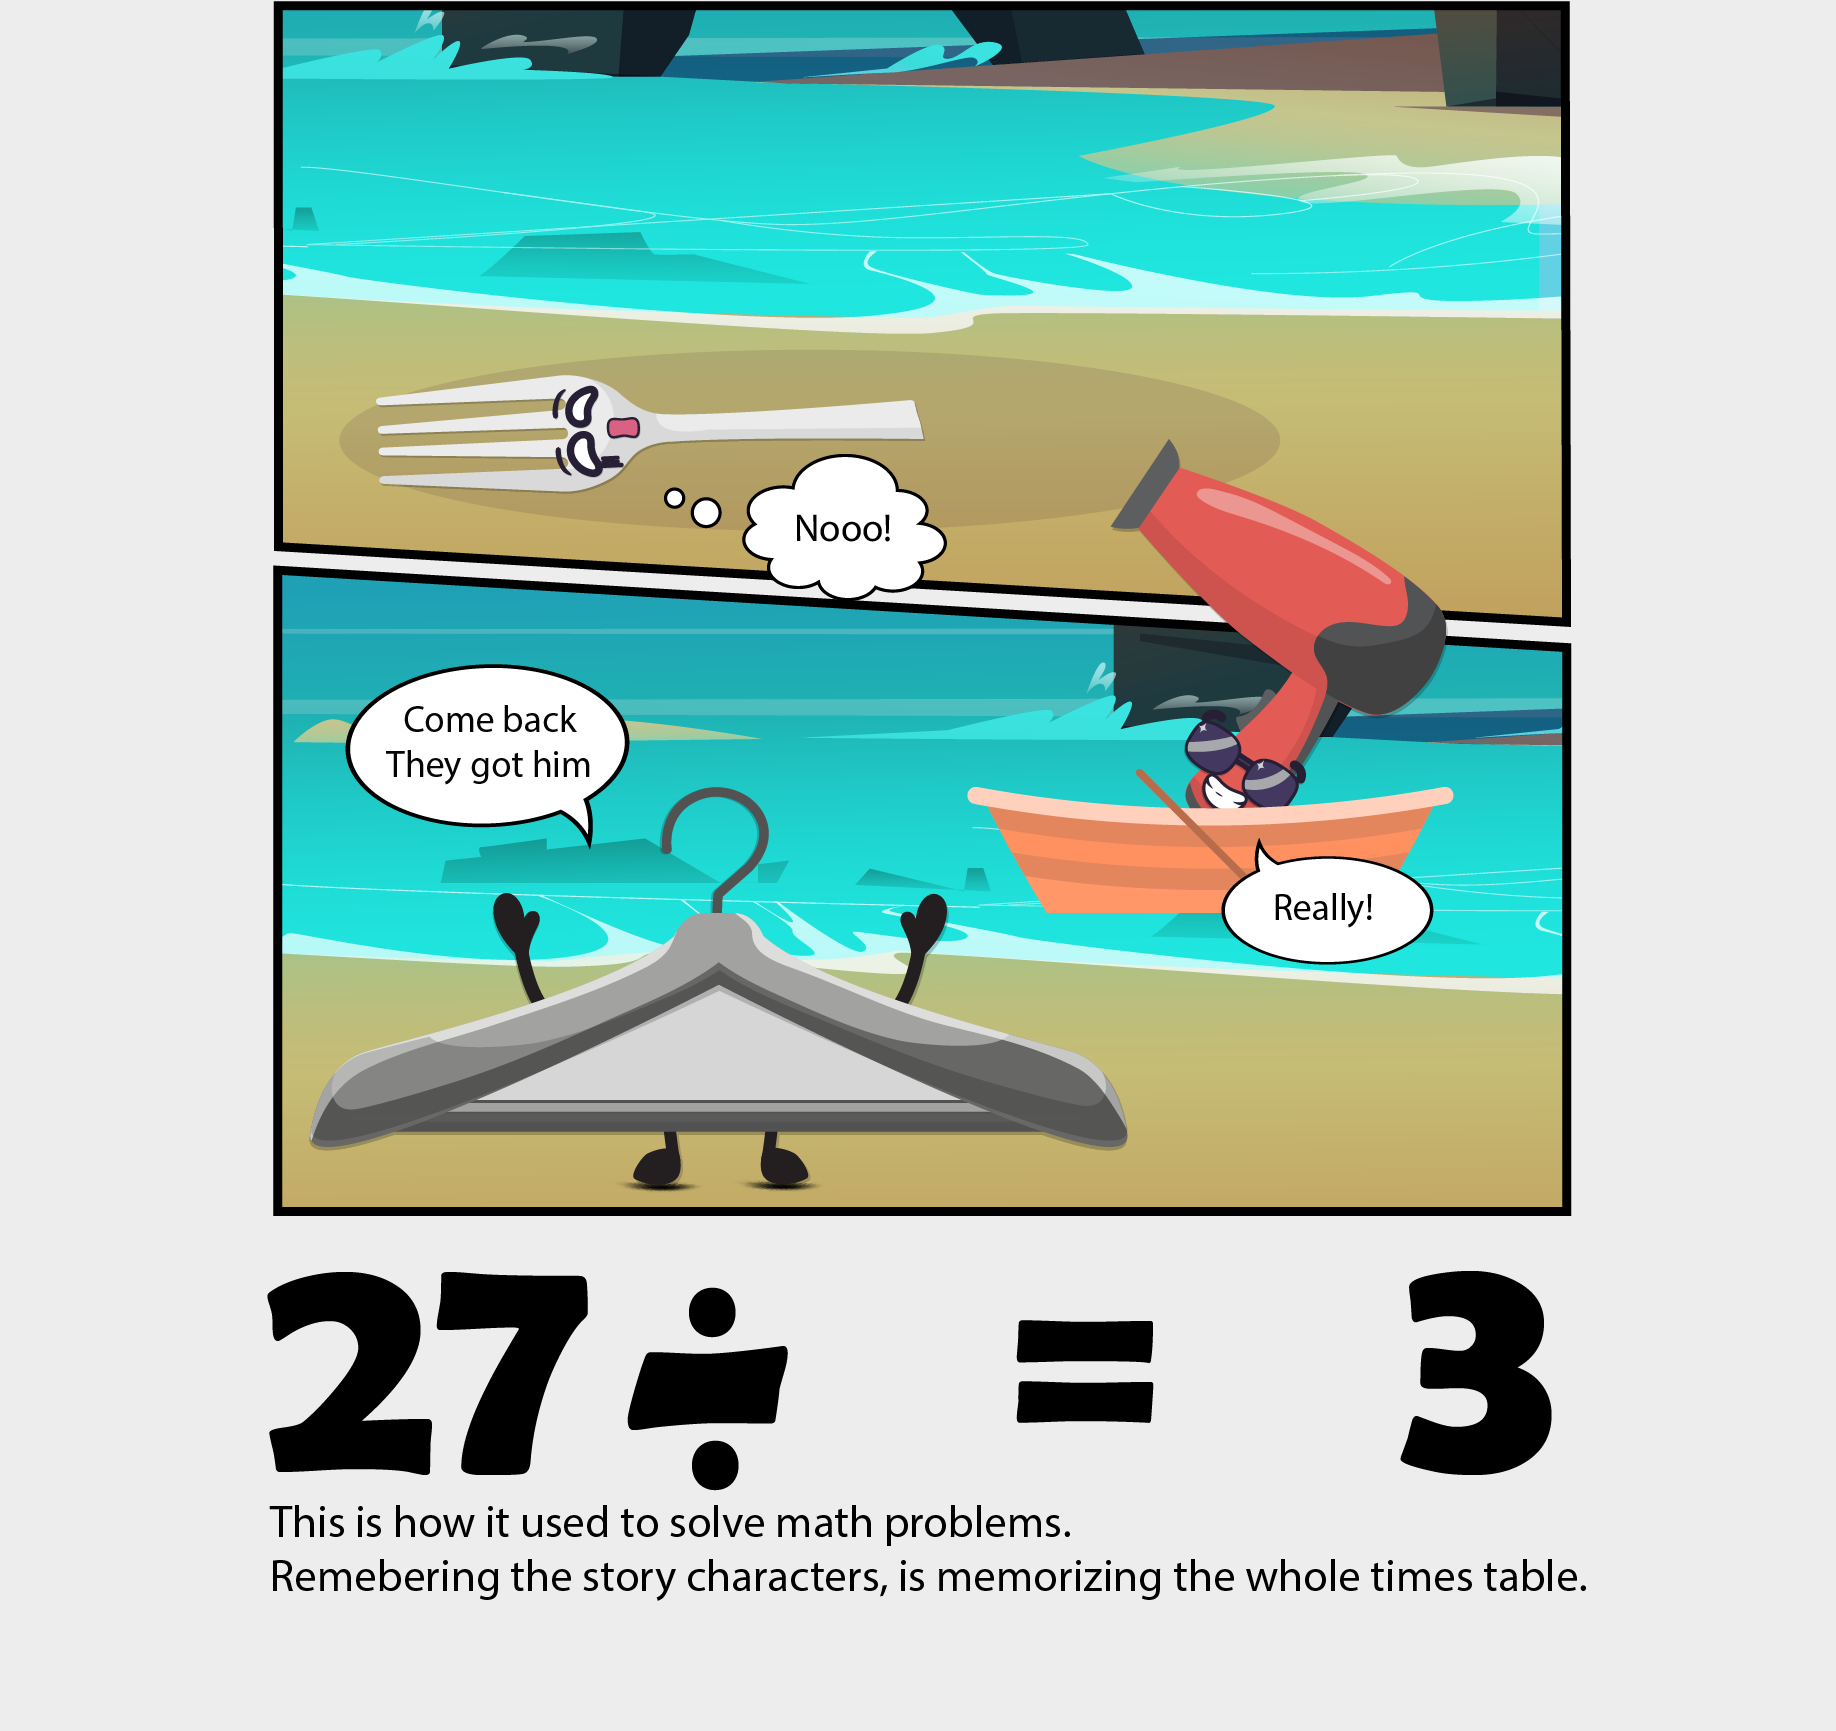 Nooo!
Come back
They got him
Really!
27 ÷ = 3
This is how it used to solve math problems.
Remebering the story characters, is memorizing the whole times table.